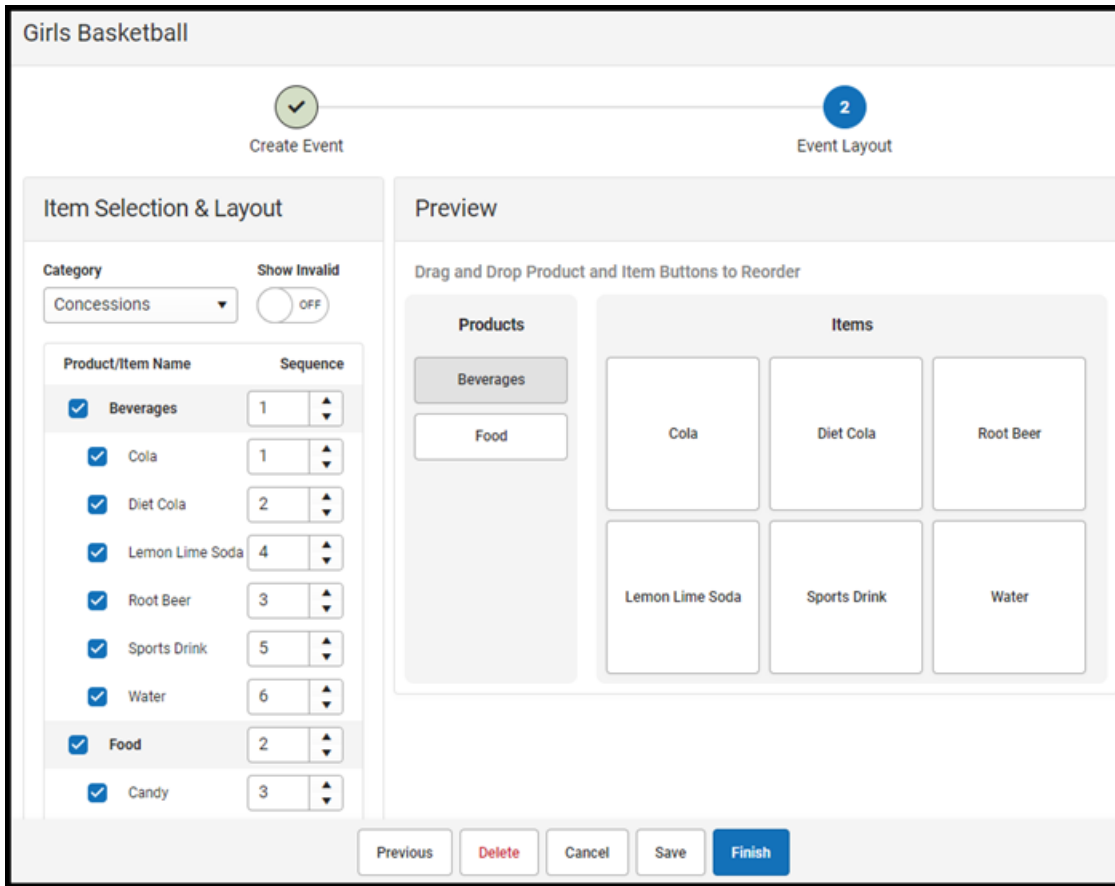 Girls Basketball
2
Create Event
Event Layout
Item Selection & Layout
Category
Show Invalid
Concessions
OFF
Product/Item Name
Sequence
Beverages
1
Cola
1
Diet Cola
2
Lemon Lime Soda
4
Root Beer
3
Sports Drink
5
Water
6
Food
2
Candy
3
Preview
Drag and Drop Product and Item Buttons to Reorder
Products
Beverages
Food
Items
Cola
Diet Cola
Root Beer
Lemon Lime Soda
Sports Drink
Water
Previous
Delete
Cancel
Save
Finish